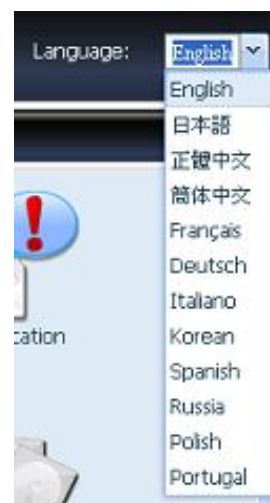 Language: English
English
日本語
正體中文
簡体中文
Français
Deutsch
Italiano
cation
Korean
Spanish
Russia
Polish
Portugal